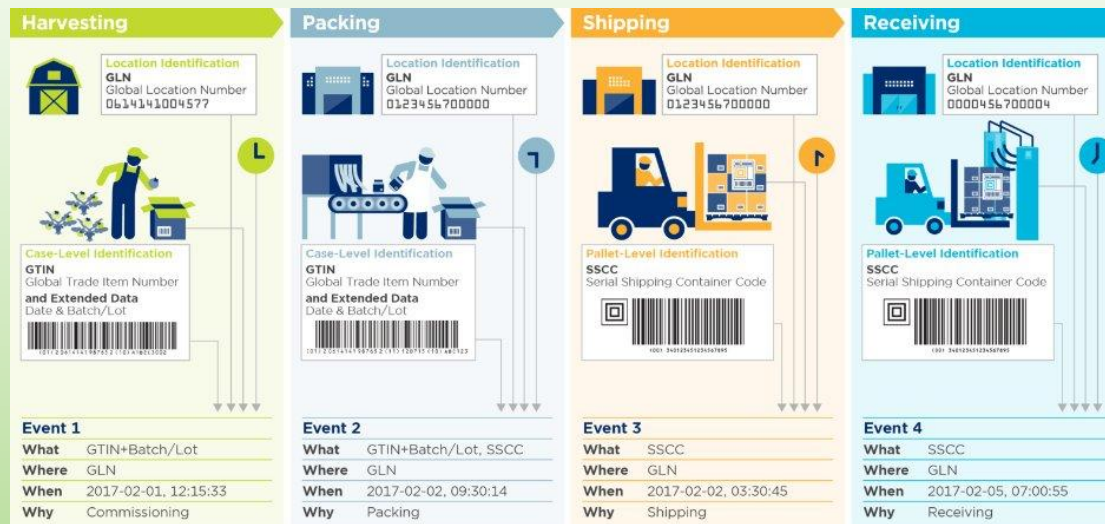 Harvesting
Location Identification
GLN
Global Location Number
0614141004577
Case-Level Identification
GTIN
Global Trade Item Number
and Extended Data
Date & Batch/Lot
Event 1
What GTIN+Batch/Lot
Where GLN
When 2017-02-01, 12:15:33
Why Commissioning
Packing
Location Identification
GLN
Global Location Number
0123456700000
Case-Level Identification
GTIN
Global Trade Item Number
and Extended Data
Date & Batch/Lot
Event 2
What GTIN+Batch/Lot, SSCC
Where GLN
When 2017-02-02, 09:30:14
Why Packing
Shipping
Location Identification
GLN
Global Location Number
0123456700000
Pallet-Level Identification
SSCC
Serial Shipping Container Code
Event 3
What SSCC
Where GLN
When 2017-02-02, 03:30:45
Why Shipping
Receiving
Location Identification
GLN
Global Location Number
0000456700004
Pallet-Level Identification
SSCC
Serial Shipping Container Code
Event 4
What SSCC
Where GLN
When 2017-02-05, 07:00:55
Why Receiving